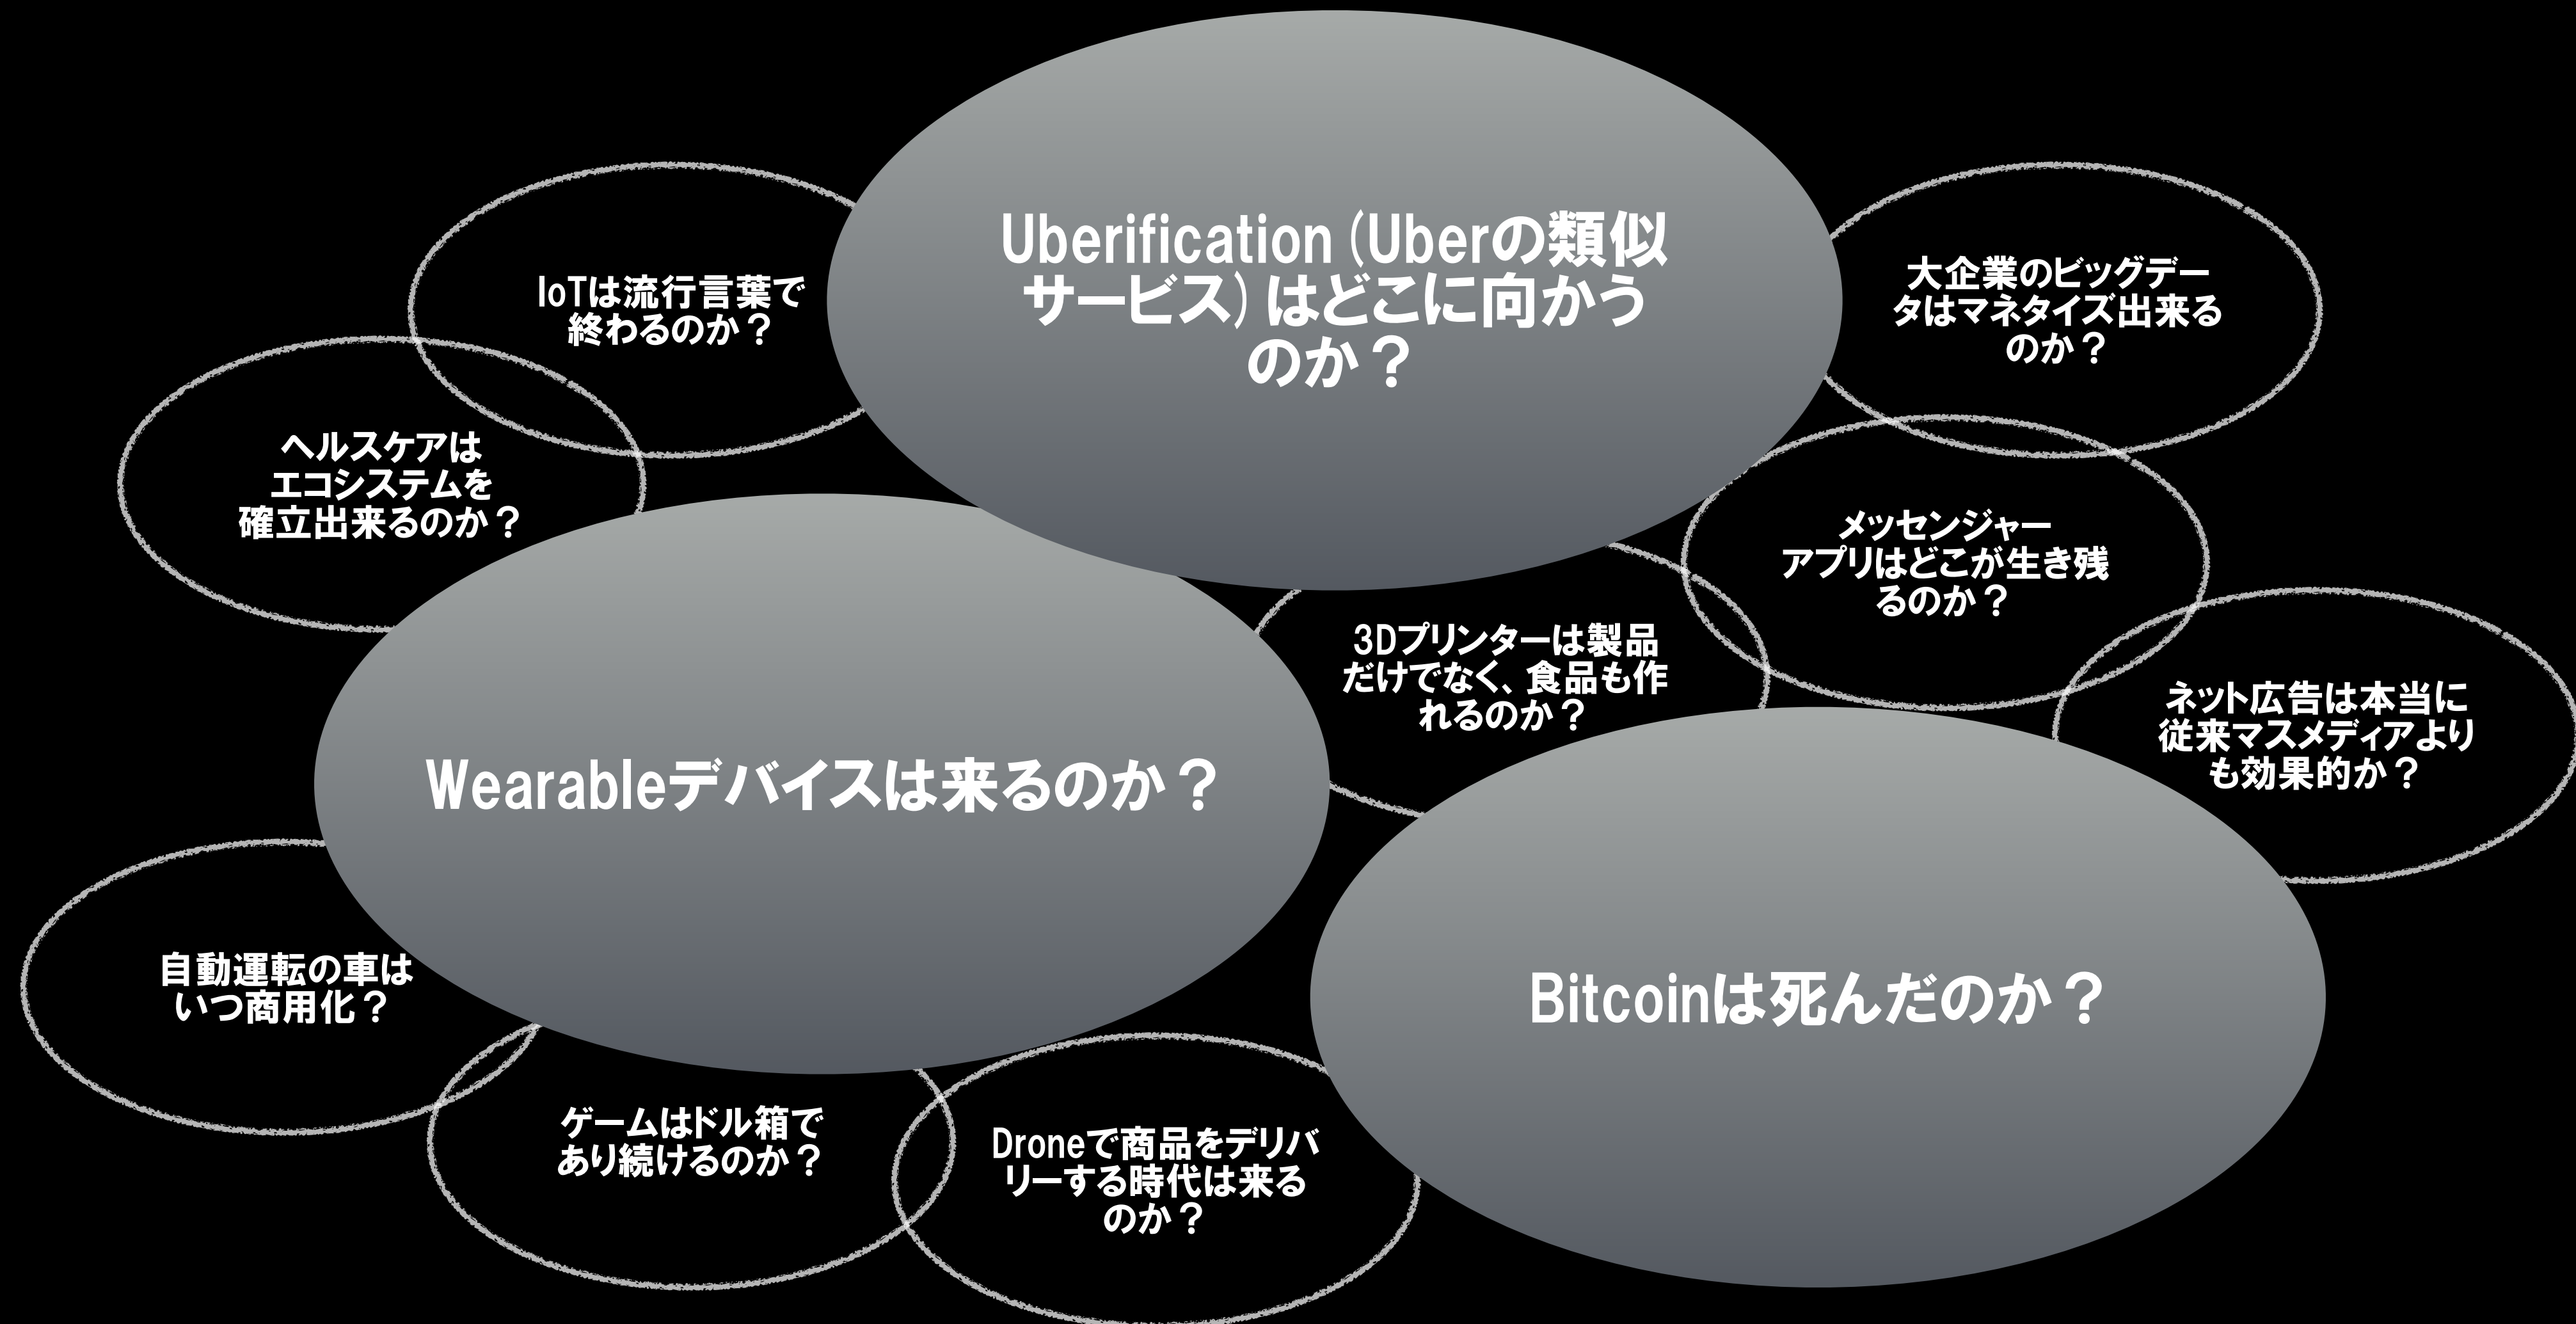 Uberification (Uberの類似
サービス) はどこに向かう
のか？
IoTは流行言葉で
終わるのか？
大企業のビッグデー
タはマネタイズ出来る
のか？
ヘルスケアは
エコシステムを
確立出来るのか？
メッセンジャー
アプリはどこが生き残
るのか？
3Dプリンターは製品
だけでなく、食品も作
れるのか？
ネット広告は本当に
従来マスメディアより
も効果的か？
Wearableデバイスは来るのか？
Bitcoinは死んだのか？
自動運転の車は
いつ商用化？
ゲームはドル箱で
あり続けるのか？
Droneで商品をデリバ
リーする時代は来る
のか？